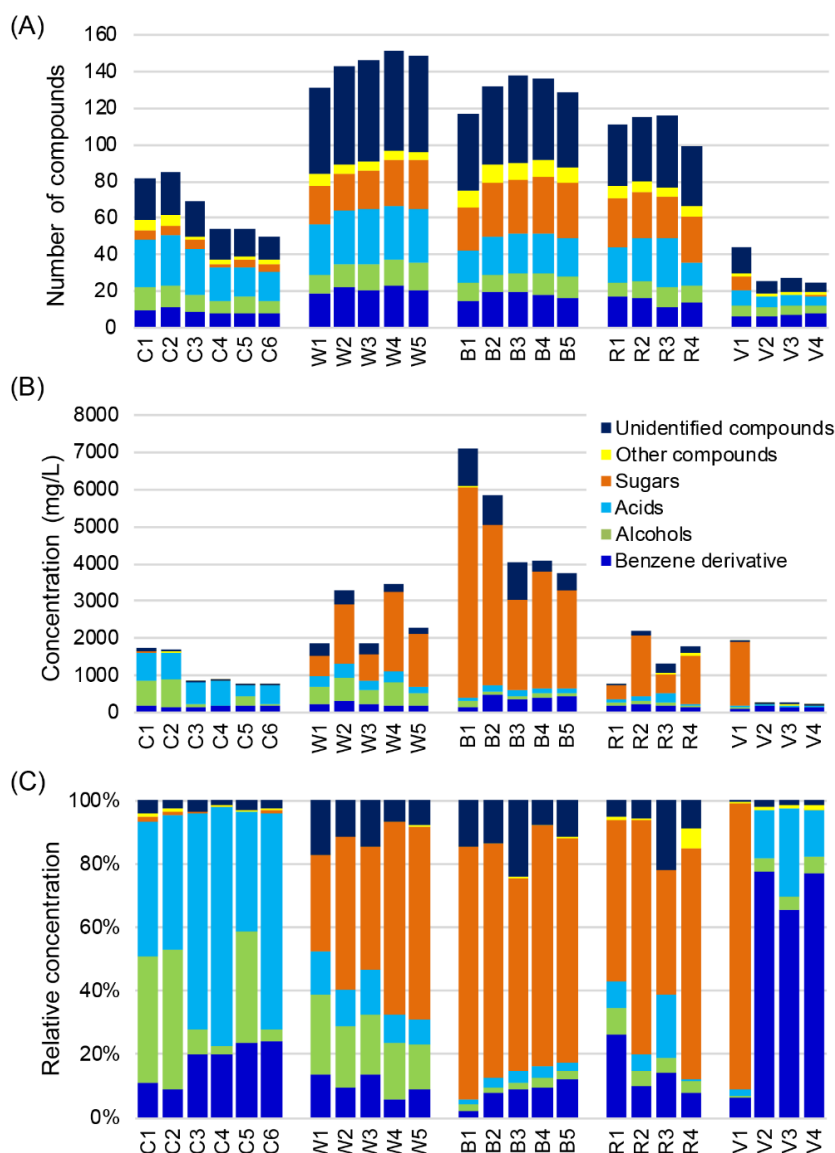 (A)
Number of compounds
160
140
120
100
80
60
40
20
0
C1 C2 C3 C4 C5 C6 W1 W2 W3 W4 W5 B1 B2 B3 B4 B5 R1 R2 R3 R4 V1 V2 V3 V4
(B)
Concentration (mg/L)
8000
7000
6000
5000
4000
3000
2000
1000
0
Unidentified compounds
Other compounds
Sugars
Acids
Alcohols
Benzene derivative
C1 C2 C3 C4 C5 C6 W1 W2 W3 W4 W5 B1 B2 B3 B4 B5 R1 R2 R3 R4 V1 V2 V3 V4
(C)
Relative concentration
100%
80%
60%
40%
20%
0%
C1 C2 C3 C4 C5 C6 W1 W2 W3 W4 W5 B1 B2 B3 B4 B5 R1 R2 R3 R4 V1 V2 V3 V4